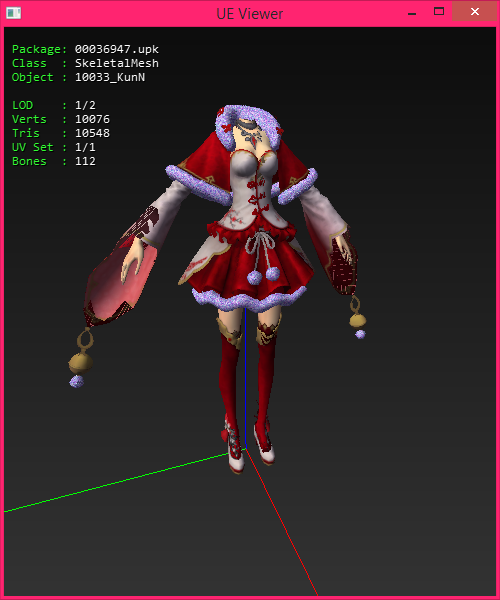 UE Viewer
Package: 00036947.upk
Class : SkeletalMesh
Object : 10033_KunN
LOD : 1/2
Verts : 10076
Tris : 10548
UV Set : 1/1
Bones : 112